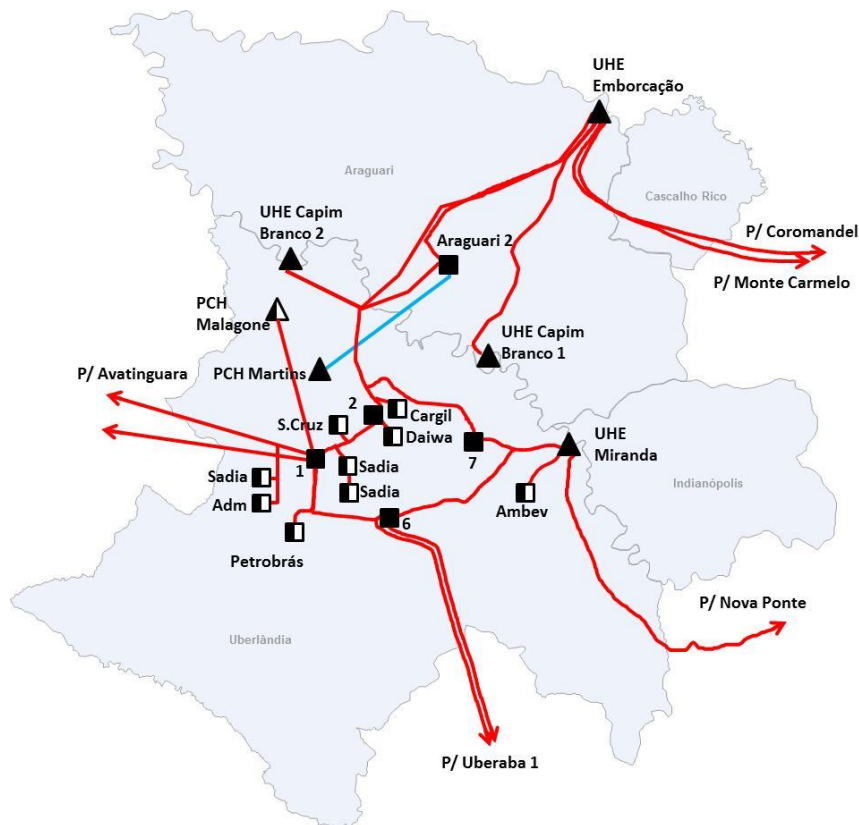 UHE
Emborcação
Araguari
Cascalho Rico
UHE Capim
Branco 2
Araguari 2
P/ Coromandel
P/ Monte Carmelo
PCH
Malagone
UHE Capim
Branco 1
P/ Avatinguara
PCH Martins
2
Cargil
S.Cruz
Daiwa
UHE
Miranda
7
1
Sadia
Sadia
Sadia
Indianópolis
Adm
Ambev
6
Petrobrás
P/ Nova Ponte
Uberlàndia
P/ Uberaba 1